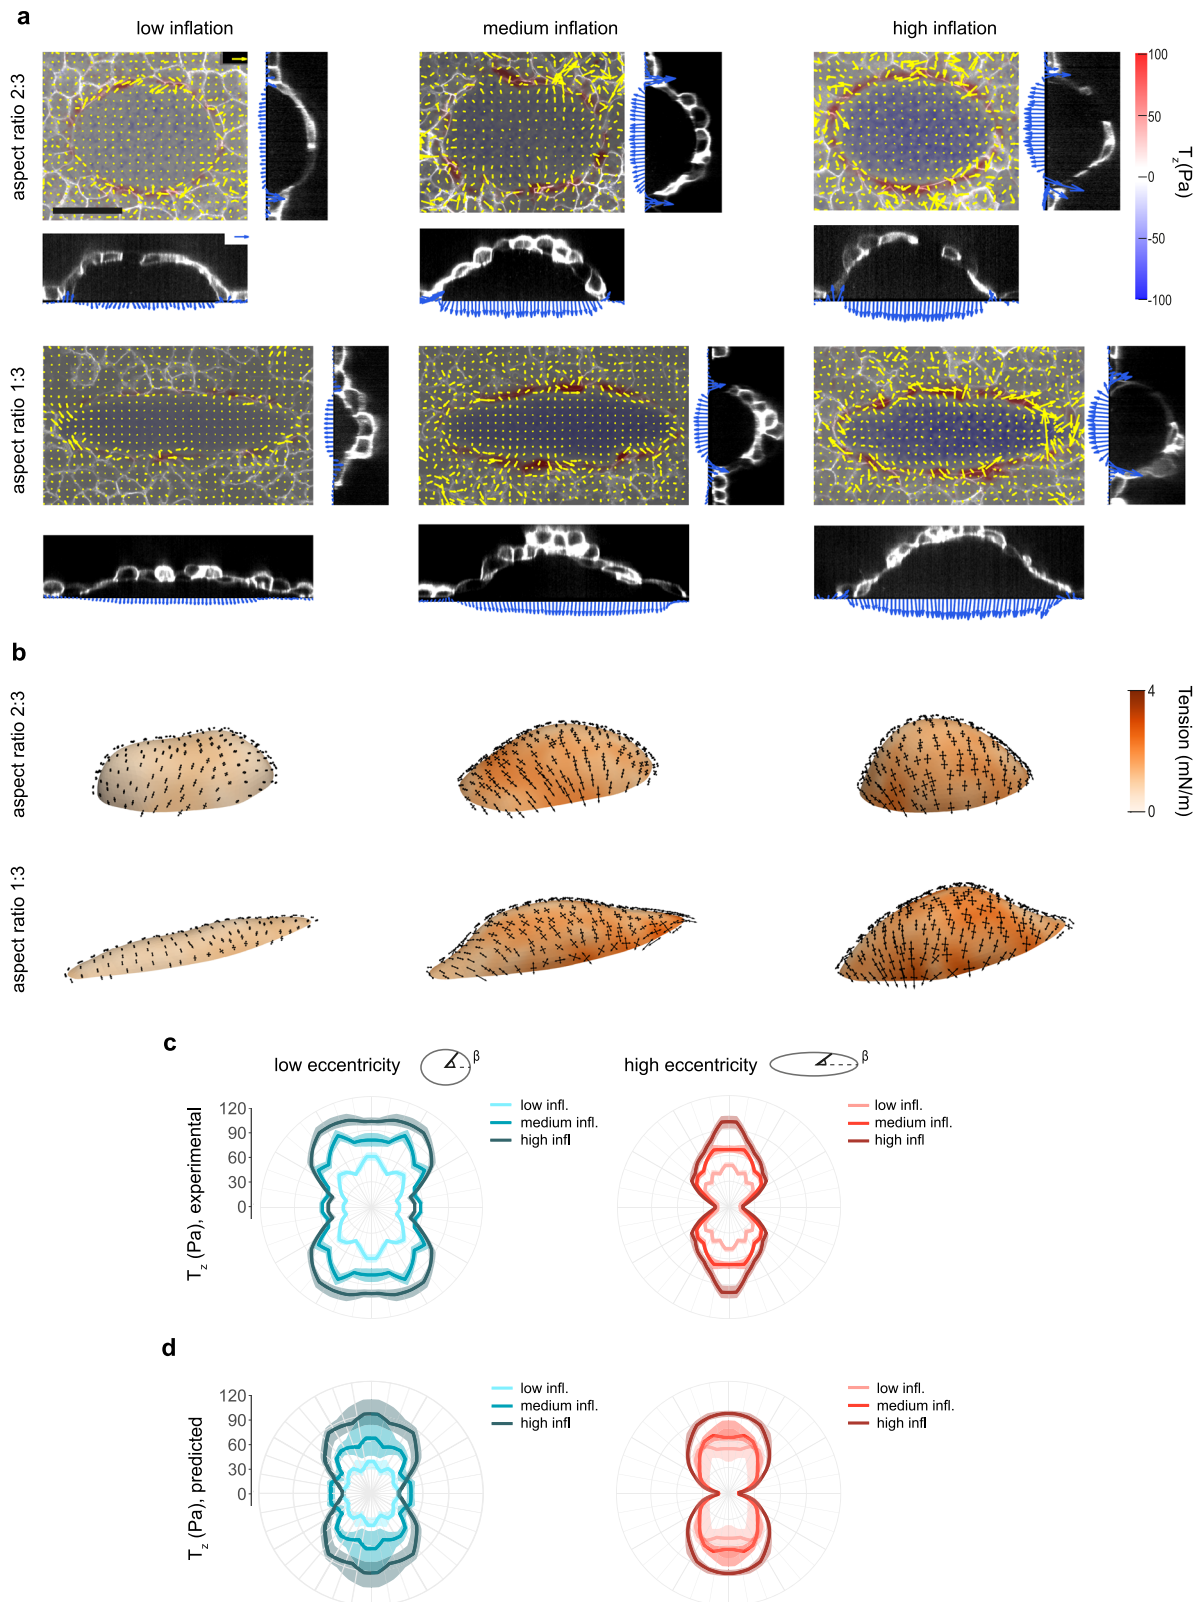 a
low inflation
medium inflation
high inflation
aspect ratio 2:3
100
50
0
-50
-100
T_z (Pa)
aspect ratio 1:3
b
aspect ratio 2:3
4
0
Tension (mN/m)
aspect ratio 1:3
c
low eccentricity
β
high eccentricity
β
T_z (Pa), experimental
120
90
60
30
0
low infl.
medium infl.
high infl
low infl.
medium infl.
high infl
d
T_z (Pa), predicted
120
90
60
30
0
low infl.
medium infl.
high infl
low infl.
medium infl.
high infl